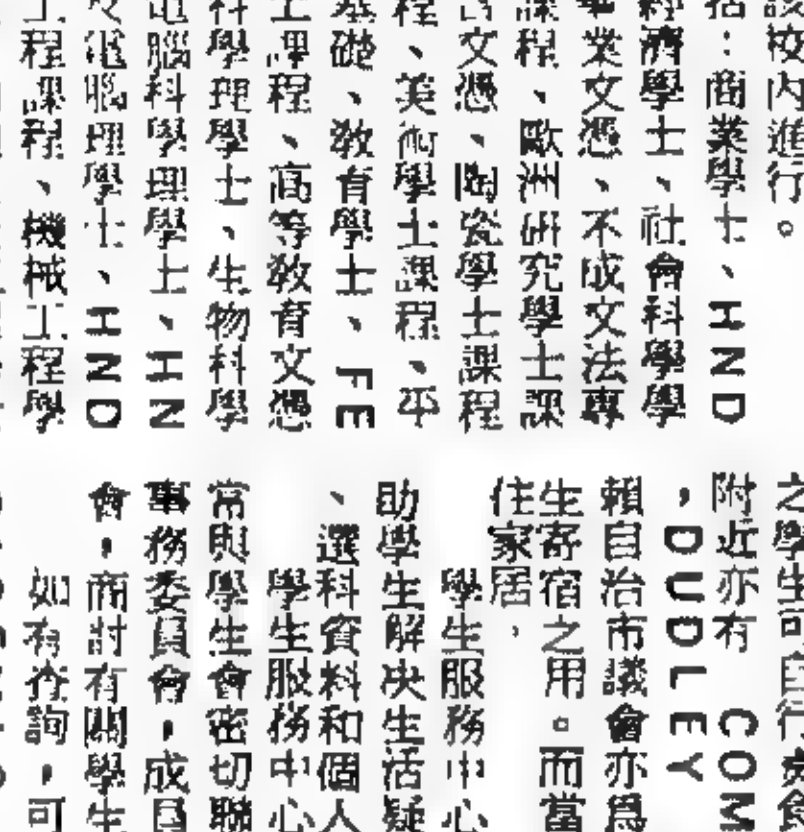 該校内進行。
括：商業學士、HND
經濟學士、社會科學學
畢業文憑、不成文法專
課程、歐洲研究學士課
文憑、陶瓷學士課程
程、美術學士課程、平
基礎、教育學士、FE
士課程、高等教育文憑
科學理學士、生物科學
電腦科學理學士、HN
及電腦理學士、HND
工程課程、機械工程學
之學生可自行
附近亦有 COM
，DUDLEY
賴自治市議會亦爲
生寄宿之用。而當
住家居，
學生服務中心
助學生解决生活疑
、選科資料和個人
學生服務中心
常與學生會密切聯
事務委員會，成員
會，商討有關學生
如有查詢，可